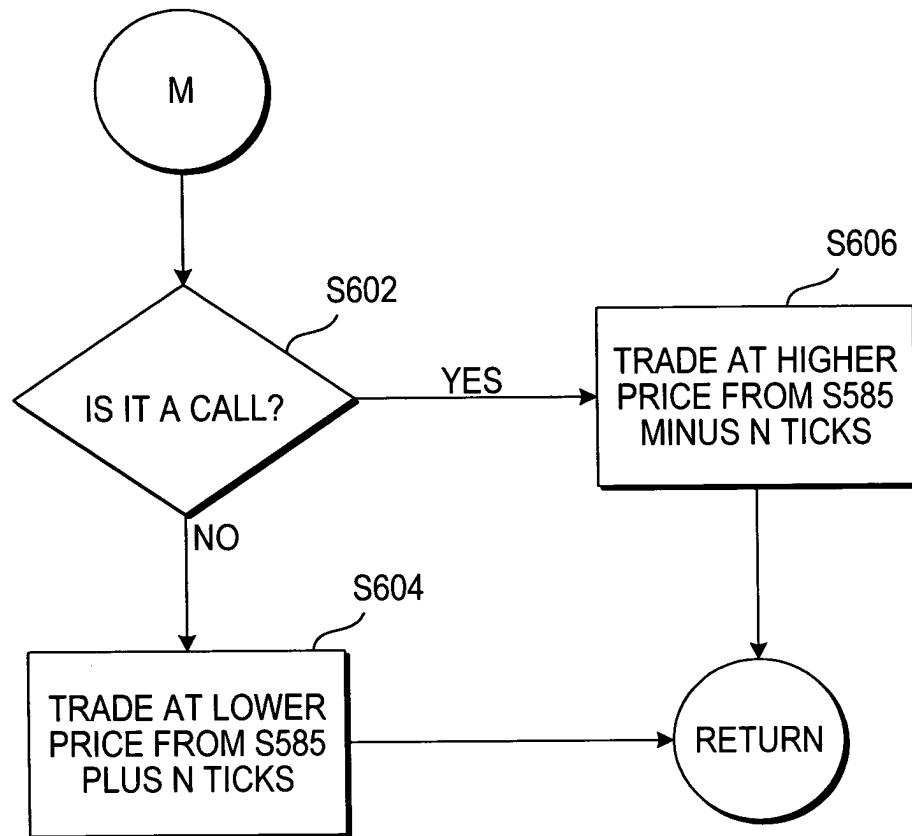 M
S602
IS IT A CALL?
YES
S606
TRADE AT HIGHER
PRICE FROM S585
MINUS N TICKS
NO
S604
TRADE AT LOWER
PRICE FROM S585
PLUS N TICKS
RETURN